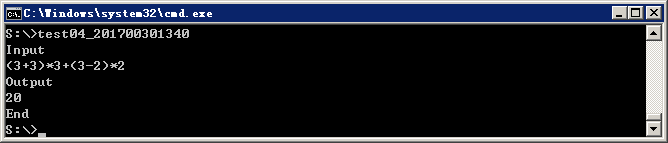 C:\Windows\system32\cmd.exe
S:\>test04_201700301340
Input
(3+3)*3+(3-2)*2
Output
20
End
S:\>